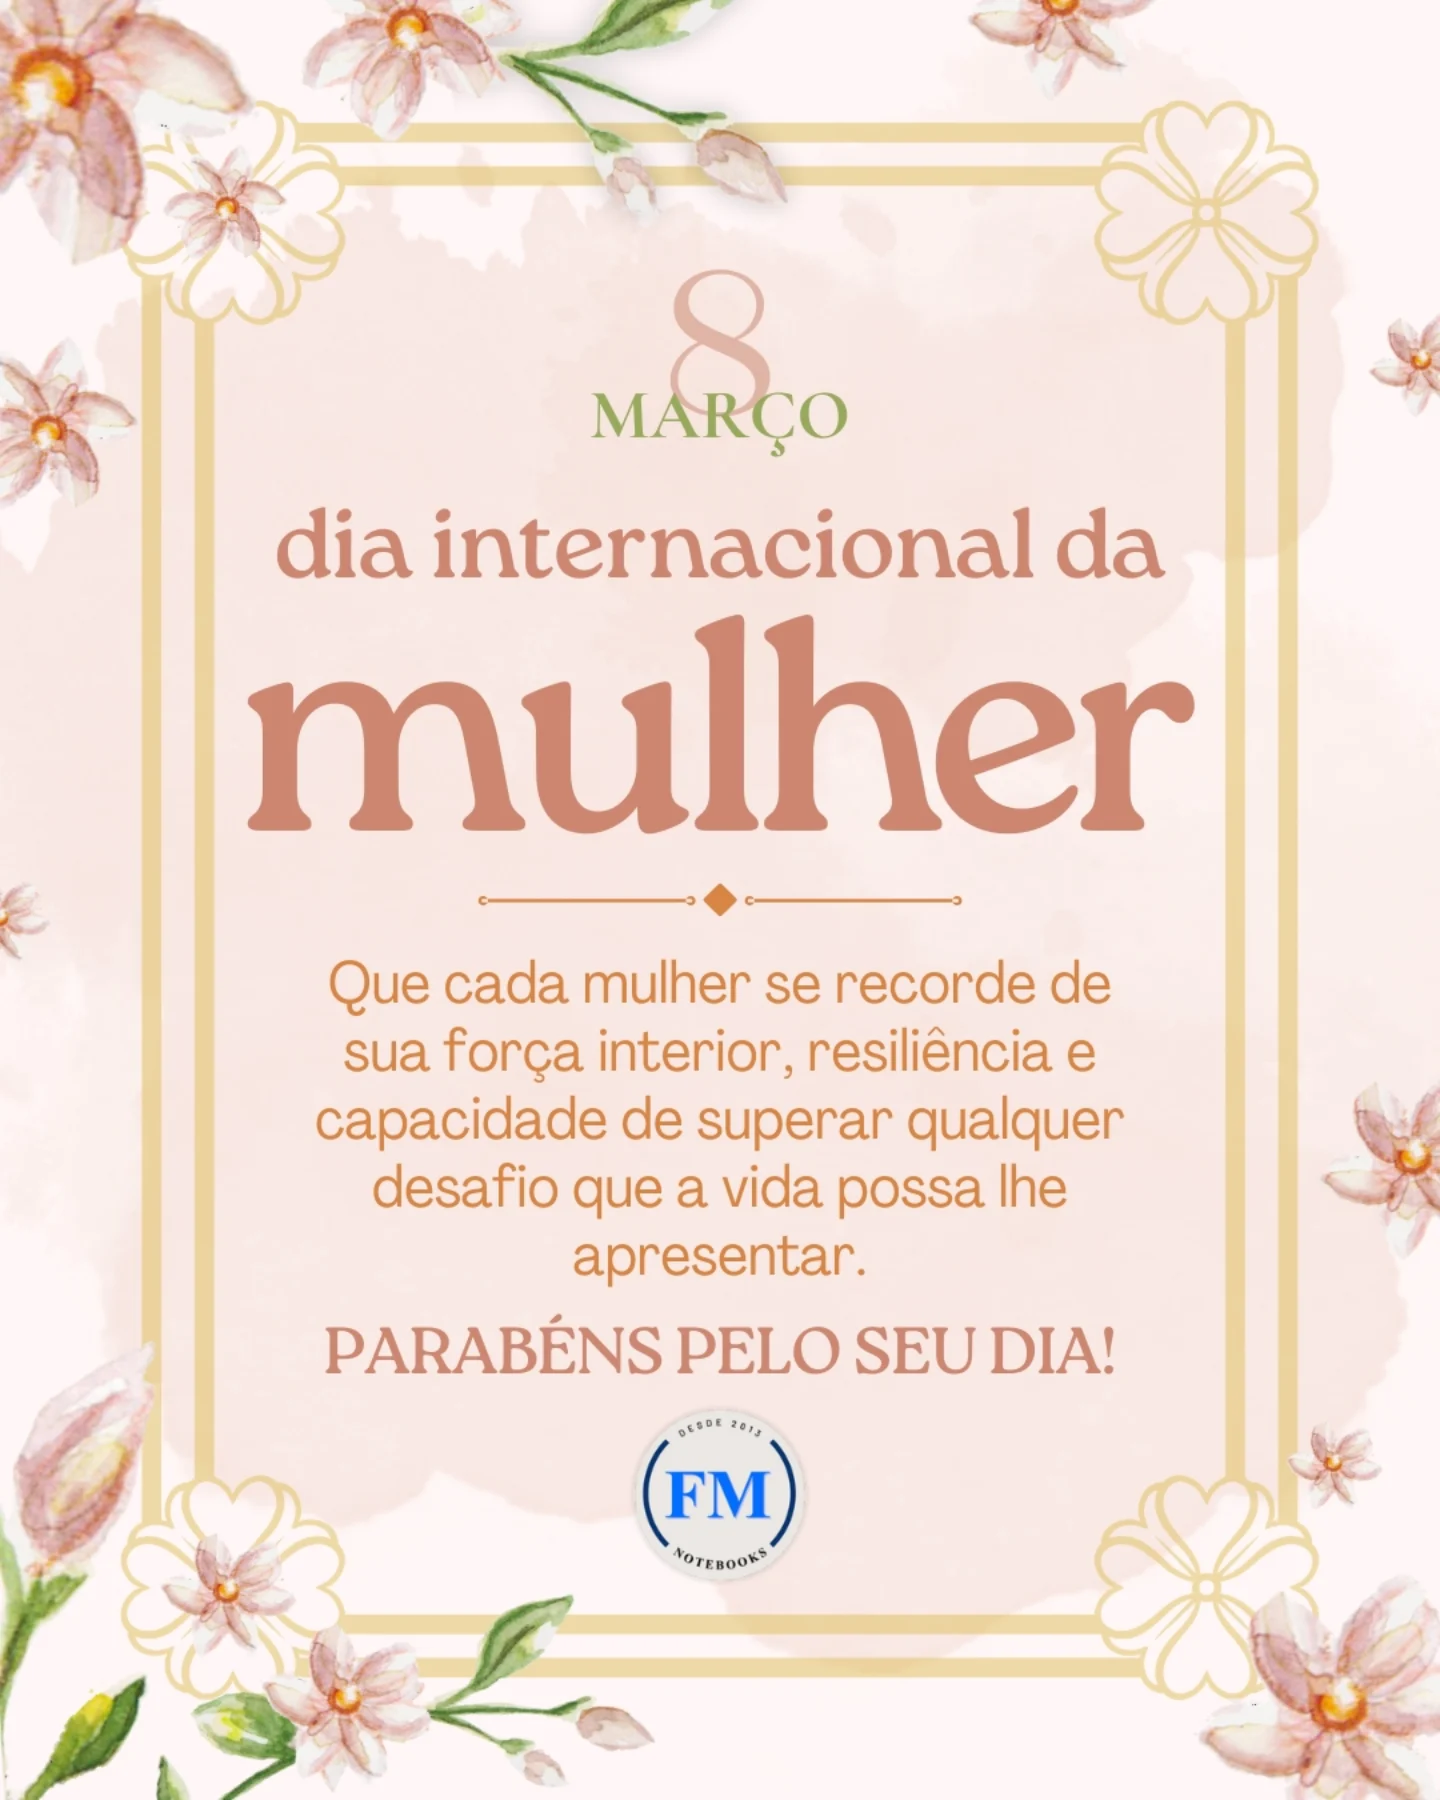 8
MARÇO
dia internacional da
mulher
Que cada mulher se recorde de
sua força interior, resiliência e
capacidade de superar qualquer
desafio que a vida possa lhe
apresentar.
PARABÉNS PELO SEU DIA!
DESDE 2013
FM
NOTEBOOKS